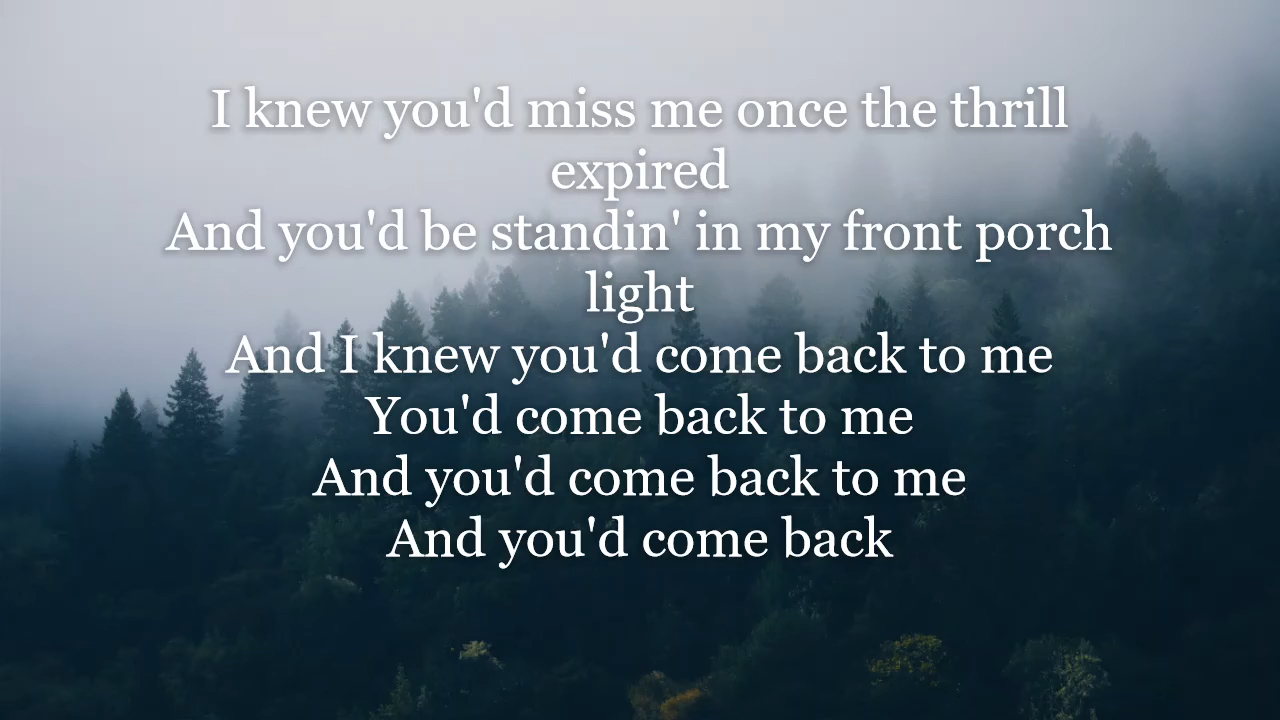 I knew you'd miss me once the thrill
expired
And you'd be standin' in my front porch
light
And I knew you'd come back to me
You'd come back to me
And you'd come back to me
And you'd come back